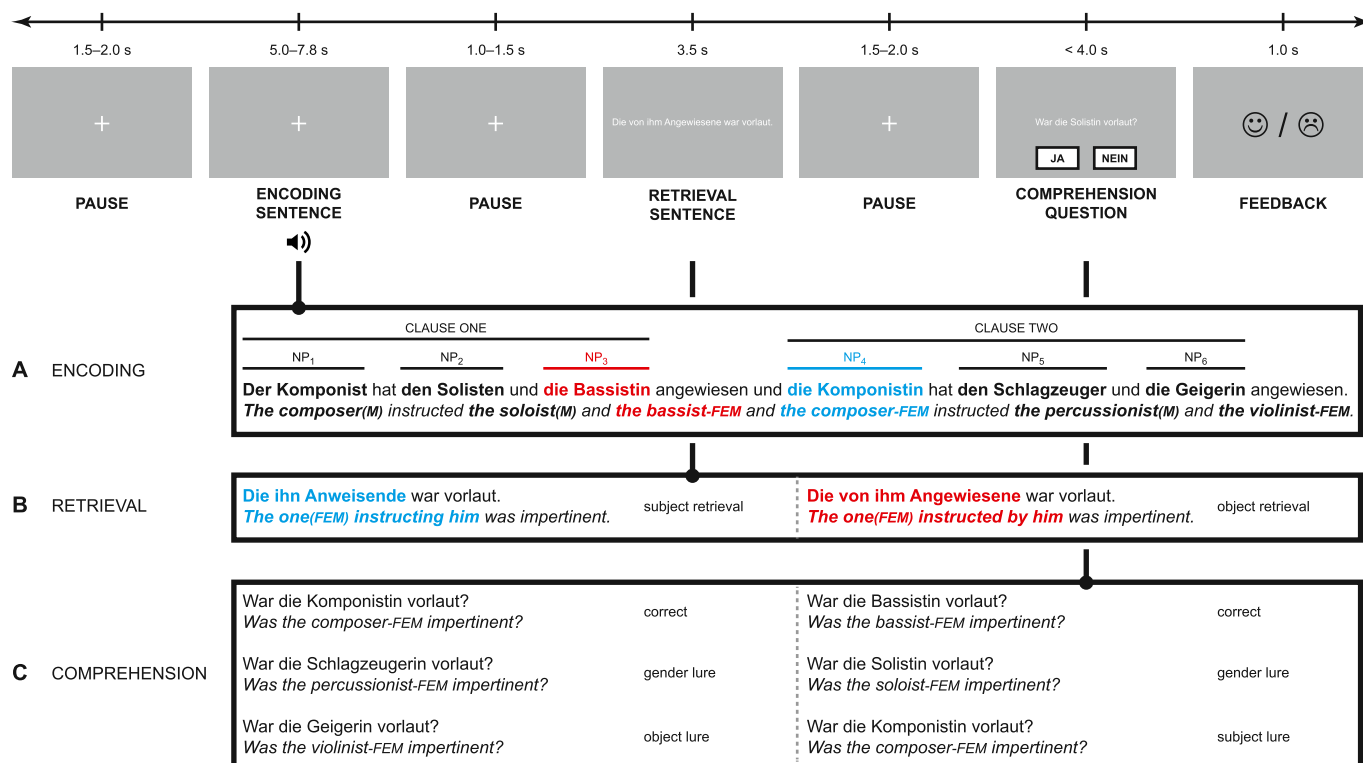 1.5–2.0 s 5.0–7.8 s 1.0–1.5 s 3.5 s 1.5–2.0 s < 4.0 s 1.0 s
Die von ihm Angewiesene war vorlaut.
War die Solistin vorlaut?
JA NEIN
PAUSE
ENCODING
SENTENCE
PAUSE
RETRIEVAL
SENTENCE
PAUSE
COMPREHENSION
QUESTION
FEEDBACK
A ENCODING
CLAUSE ONE CLAUSE TWO
NP1 NP2 NP3 NP4 NP5 NP6
Der Komponist hat den Solisten und die Bassistin angewiesen und die Komponistin hat den Schlagzeuger und die Geigerin angewiesen.
The composer(M) instructed the soloist(M) and the bassist-FEM and the composer-FEM instructed the percussionist(M) and the violinist-FEM.
B RETRIEVAL
Die ihn Anweisende war vorlaut.
The one(FEM) instructing him was impertinent.
subject retrieval
Die von ihm Angewiesene war vorlaut.
The one(FEM) instructed by him was impertinent.
object retrieval
C COMPREHENSION
War die Komponistin vorlaut?
Was the composer-FEM impertinent?
correct
War die Schlagzeugerin vorlaut?
Was the percussionist-FEM impertinent?
gender lure
War die Geigerin vorlaut?
Was the violinist-FEM impertinent?
object lure
War die Bassistin vorlaut?
Was the bassist-FEM impertinent?
correct
War die Solistin vorlaut?
Was the soloist-FEM impertinent?
gender lure
War die Komponistin vorlaut?
Was the composer-FEM impertinent?
subject lure